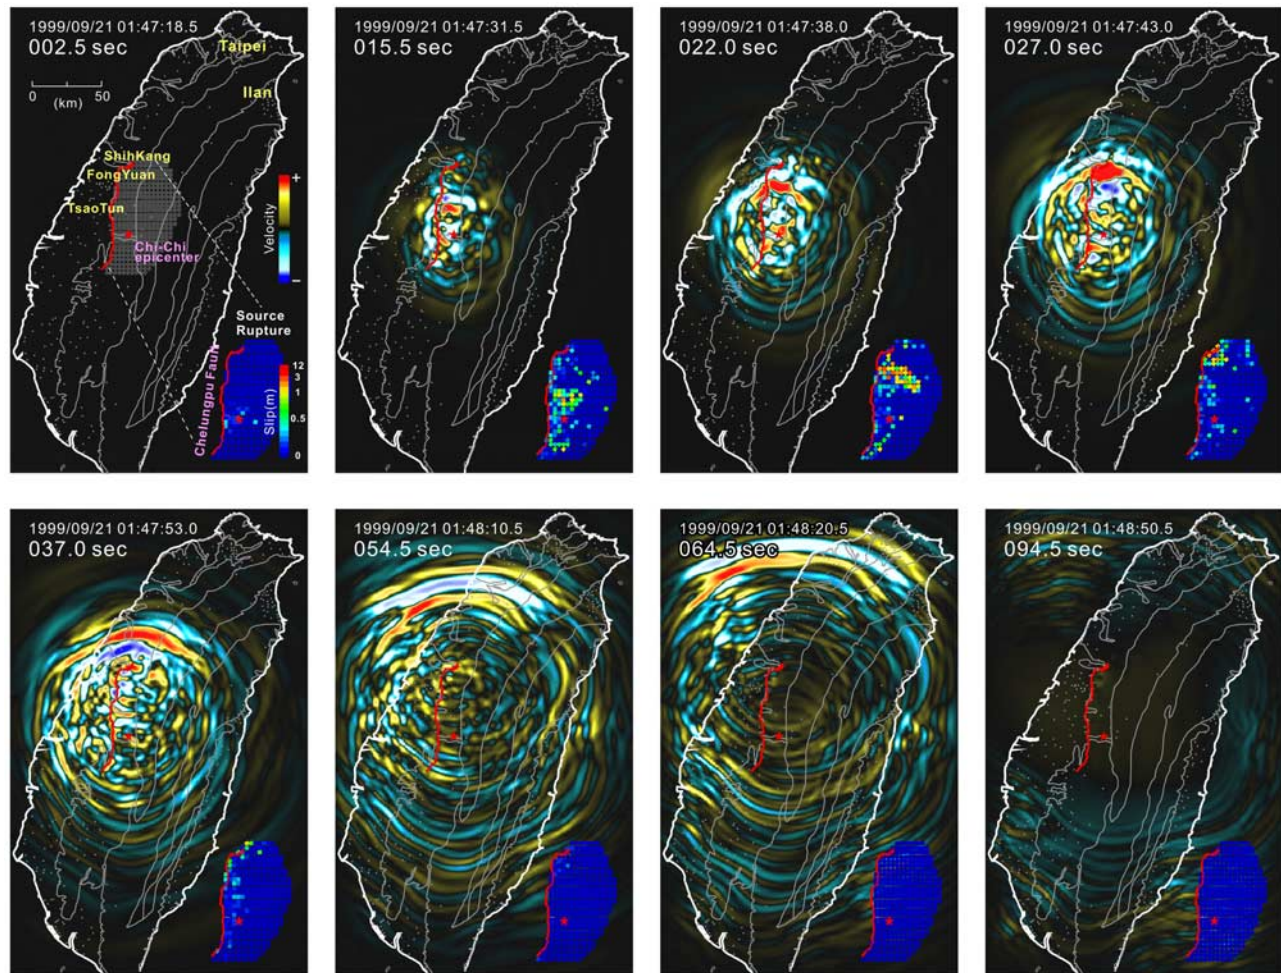 1999/09/21 01:47:18.5
002.5 sec
Taipei
0 50
(km)
Ilan
ShihKang
FongYuan
TsaoTun
Chi-Chi
epicenter
+
Velocity
−
Source
Rupture
Chelungpu Fault
Slip(m)
12
3
1
0.5
0
1999/09/21 01:47:31.5
015.5 sec
1999/09/21 01:47:38.0
022.0 sec
1999/09/21 01:47:43.0
027.0 sec
1999/09/21 01:47:53.0
037.0 sec
1999/09/21 01:48:10.5
054.5 sec
1999/09/21 01:48:20.5
064.5 sec
1999/09/21 01:48:50.5
094.5 sec